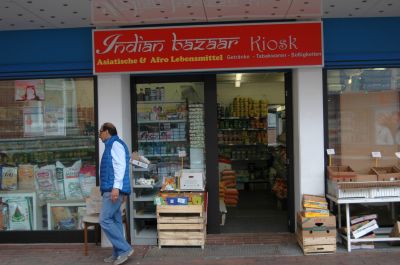 Indian bazaar Kiosk
Asiatische & Afro Lebensmittel Getränke - Tabakwaren - Süßigkeiten